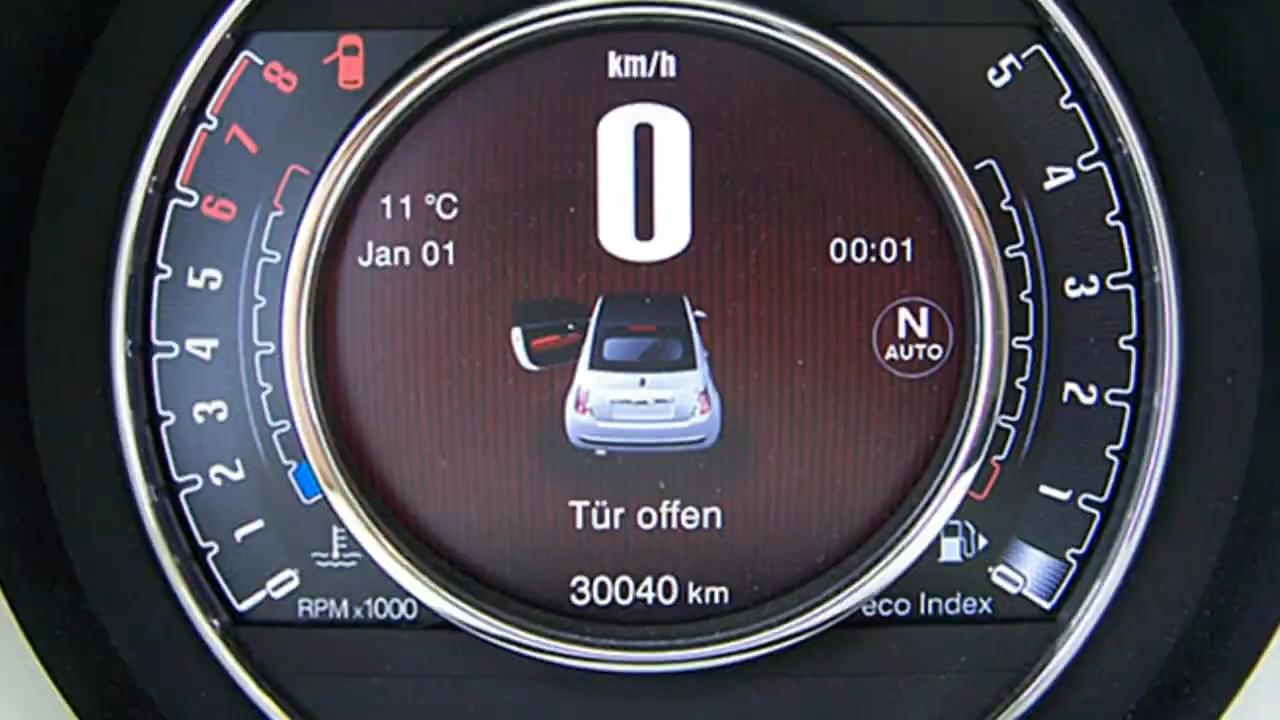 km/h
0
11 °C
Jan 01
00:01
N
AUTO
Tür offen
30040 km
8
7
6
5
4
3
2
1
0
RPM x1000
5
4
3
2
1
0
eco Index